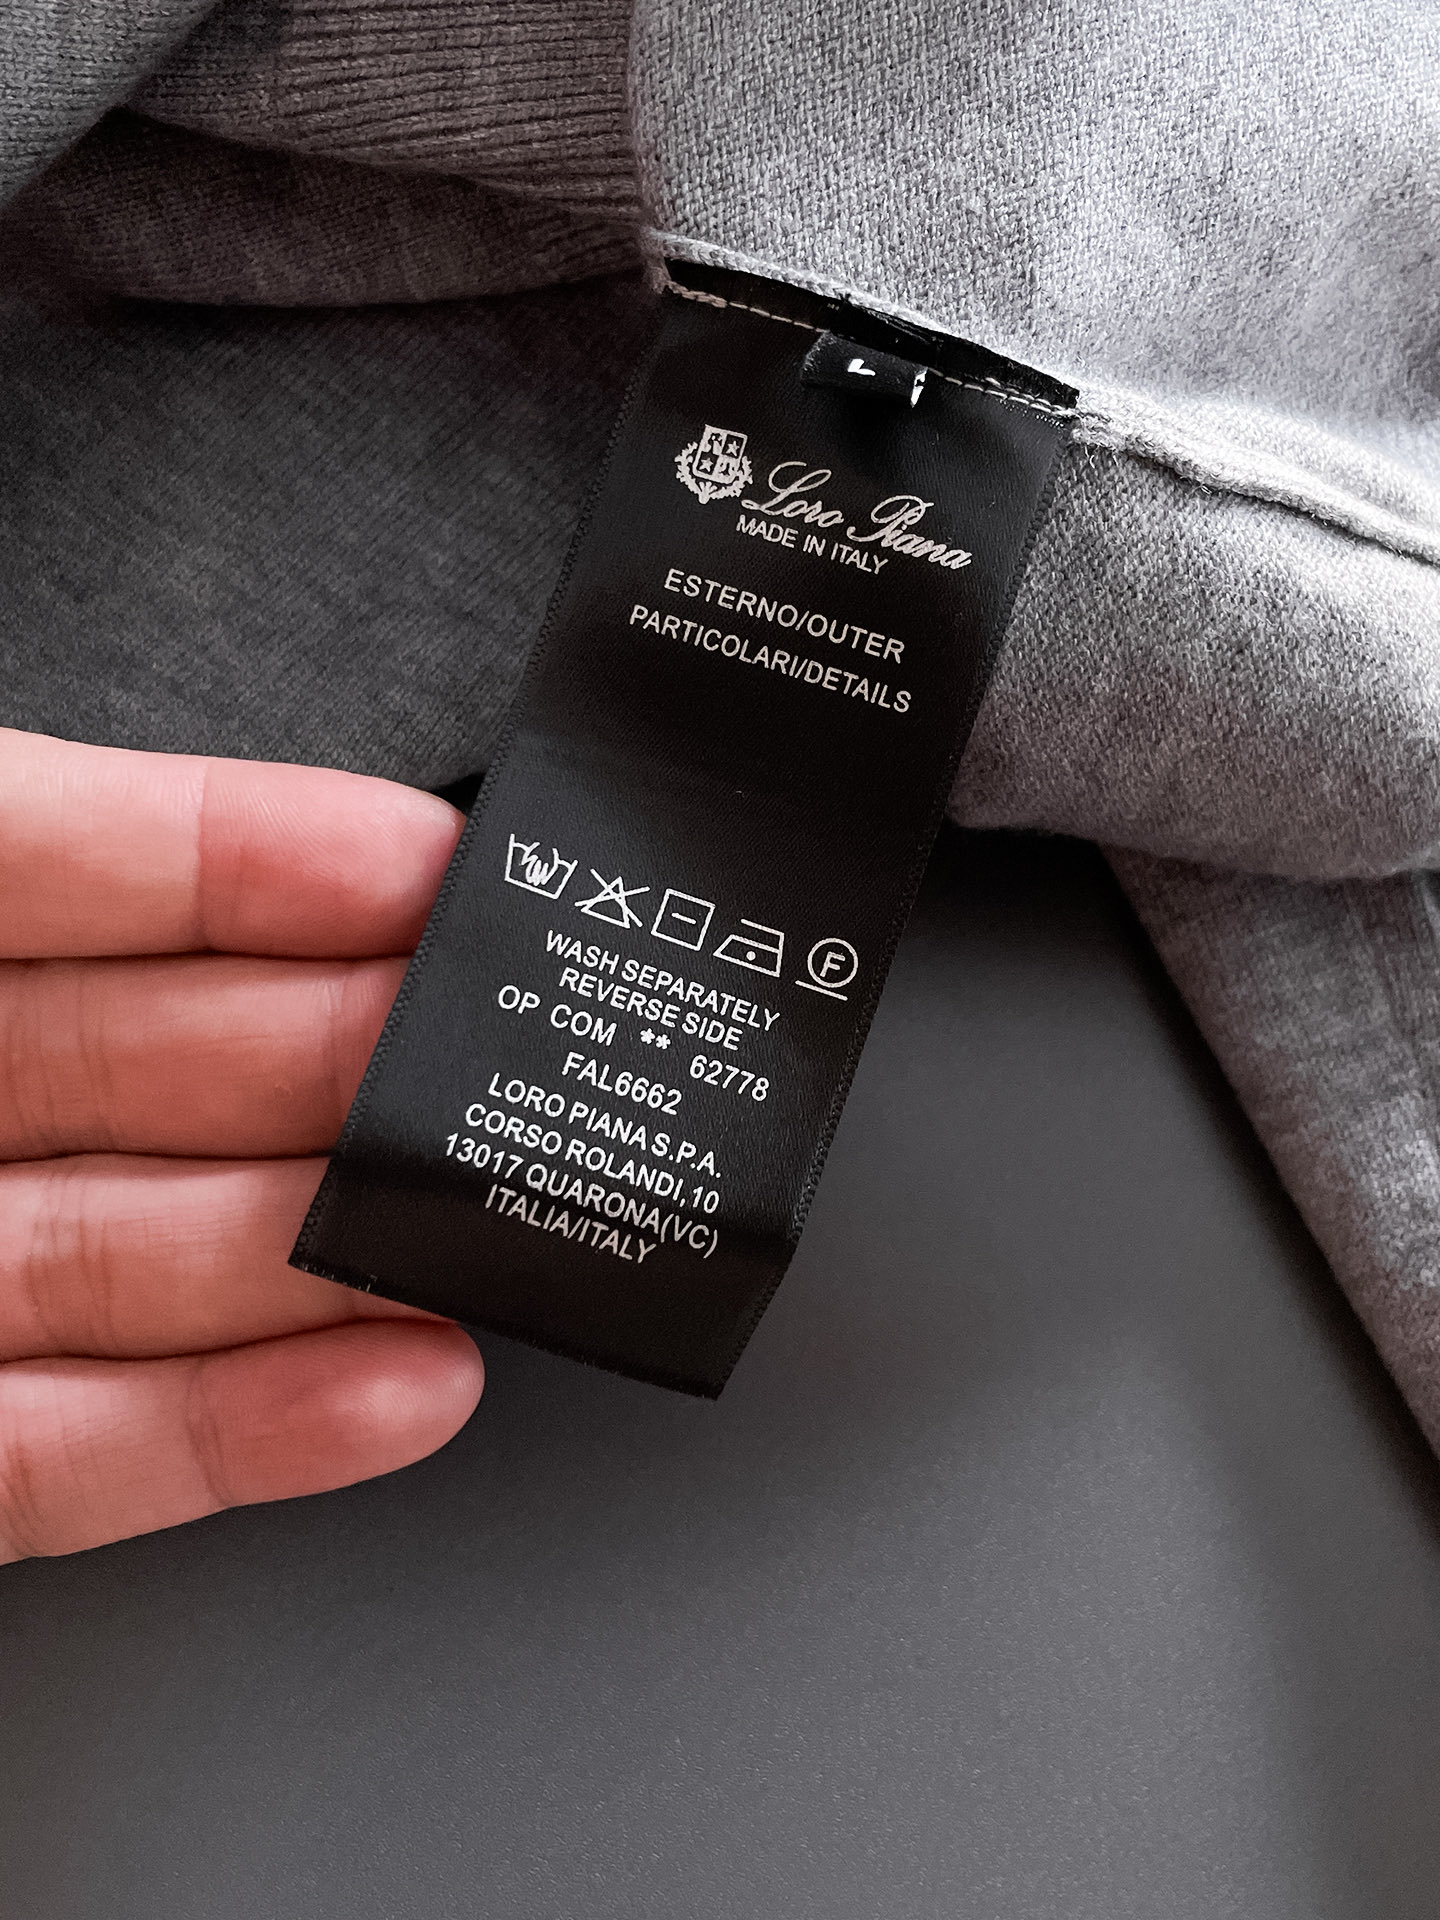 L
Loro Piana
MADE IN ITALY
ESTERNO/OUTER
PARTICOLARI/DETAILS
F
WASH SEPARATELY
REVERSE SIDE
OP COM ** 62778
FAL6662
LORO PIANA S.P.A.
CORSO ROLANDI, 10
13017 QUARONA(VC)
ITALIA/ITALY